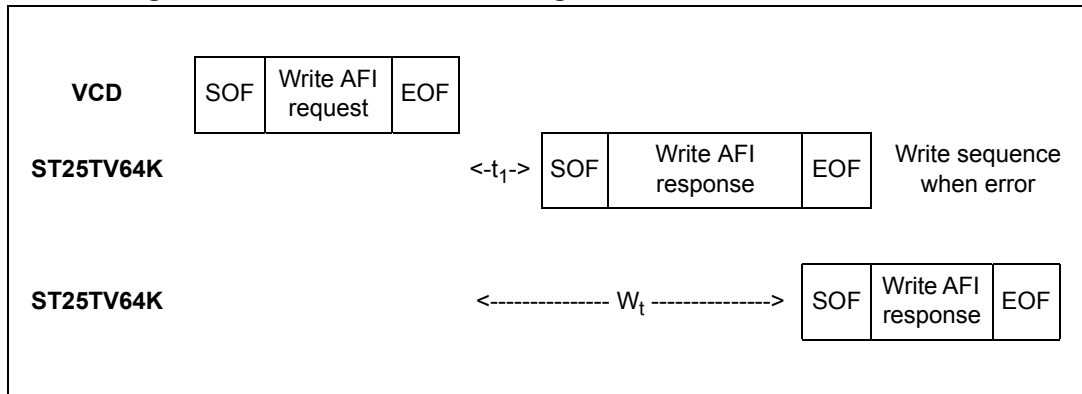 VCD SOF Write AFI request EOF
ST25TV64K <-t1-> SOF Write AFI response EOF Write sequence when error
ST25TV64K <--------------- Wt ---------------> SOF Write AFI response EOF